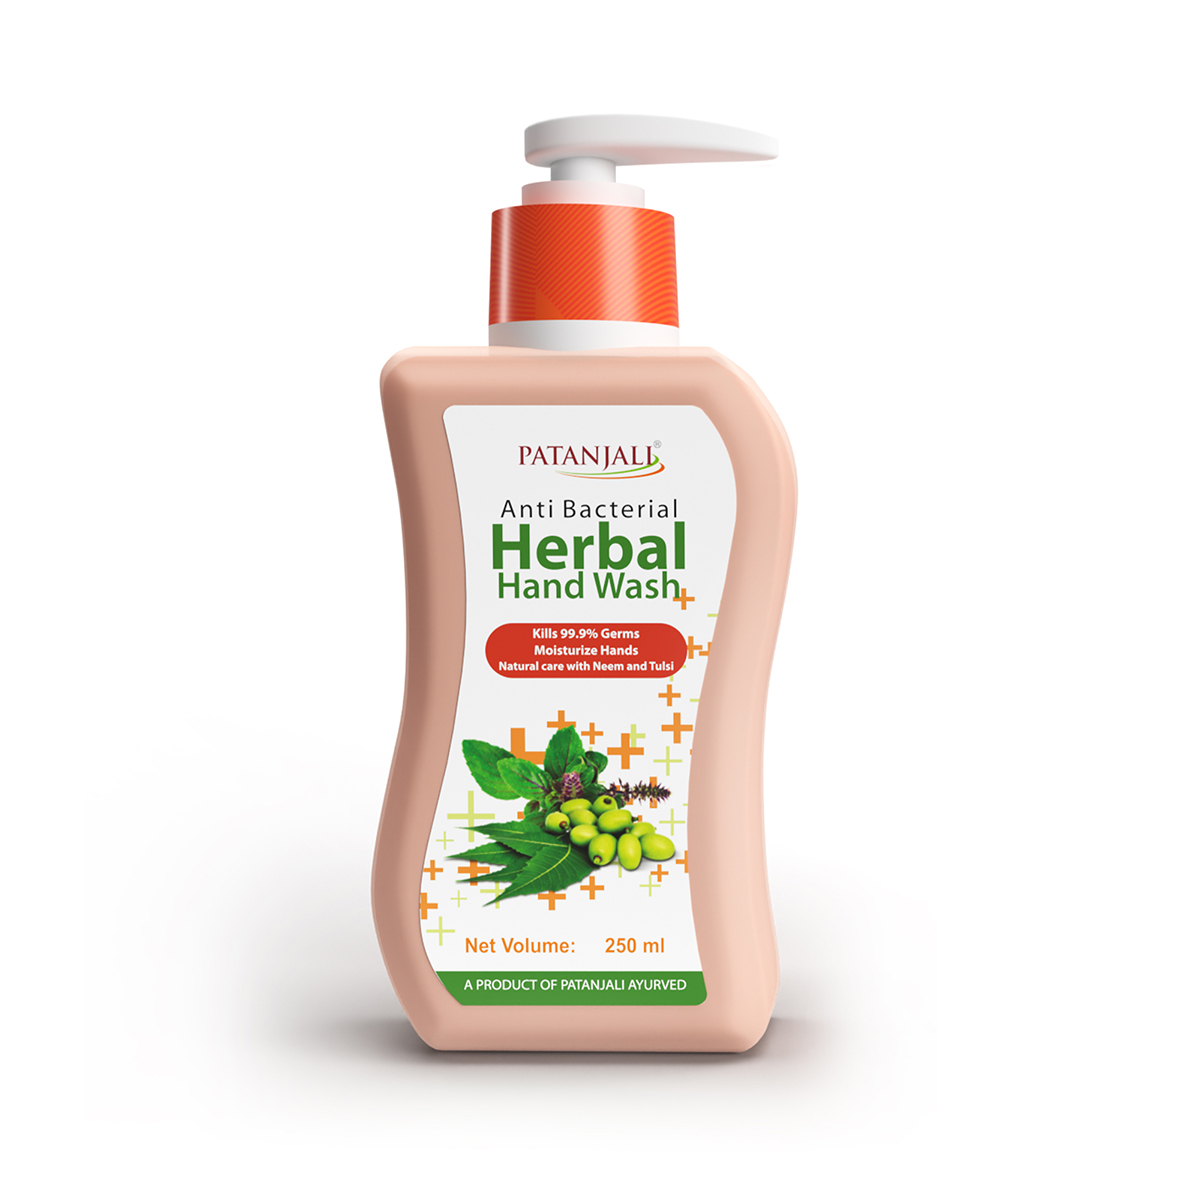 PATANJALI®
Anti Bacterial
Herbal
Hand Wash
Kills 99.9% Germs
Moisturize Hands
Natural care with Neem and Tulsi
Net Volume: 250 ml
A PRODUCT OF PATANJALI AYURVED